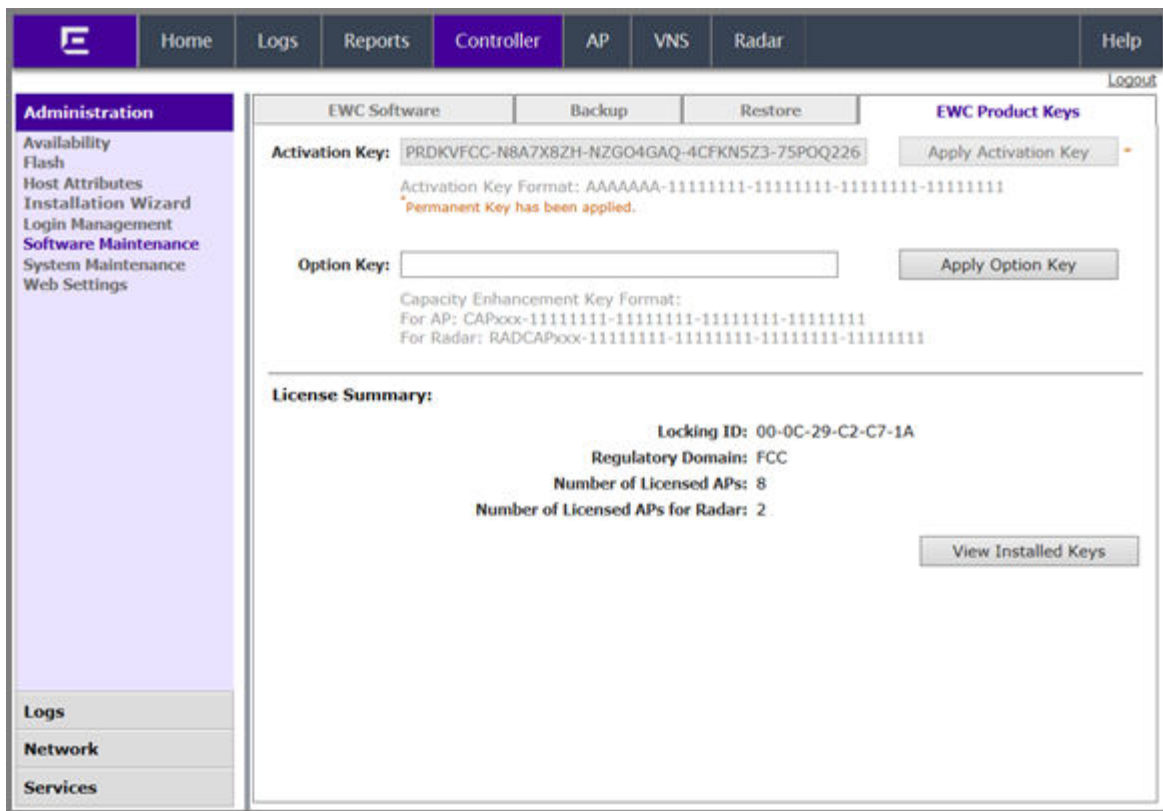 Home Logs Reports Controller AP VNS Radar Help
Logout
Administration
Availability
Flash
Host Attributes
Installation Wizard
Login Management
Software Maintenance
System Maintenance
Web Settings
Logs
Network
Services
EWC Software Backup Restore EWC Product Keys
Activation Key: PRDKVFCC-N8A7X8ZH-NZGO4GAQ-4CFKN5Z3-75POQ226 Apply Activation Key *
Activation Key Format: AAAAAAA-11111111-11111111-11111111-11111111
*Permanent Key has been applied.
Option Key: Apply Option Key
Capacity Enhancement Key Format:
For AP: CAPxxx-11111111-11111111-11111111-11111111
For Radar: RADCAPxxx-11111111-11111111-11111111-11111111
License Summary:
Locking ID: 00-0C-29-C2-C7-1A
Regulatory Domain: FCC
Number of Licensed APs: 8
Number of Licensed APs for Radar: 2
View Installed Keys